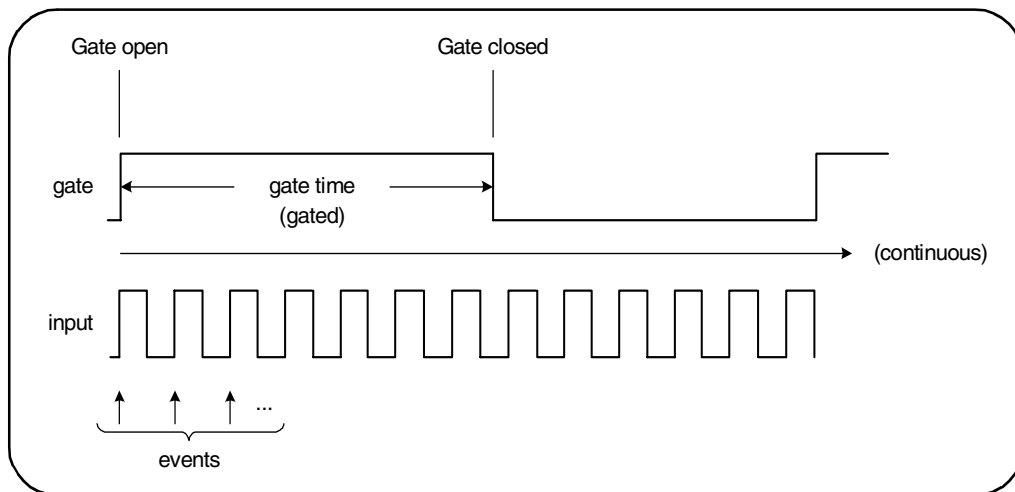 Gate open
Gate closed
gate
gate time
(gated)
(continuous)
input
...
events